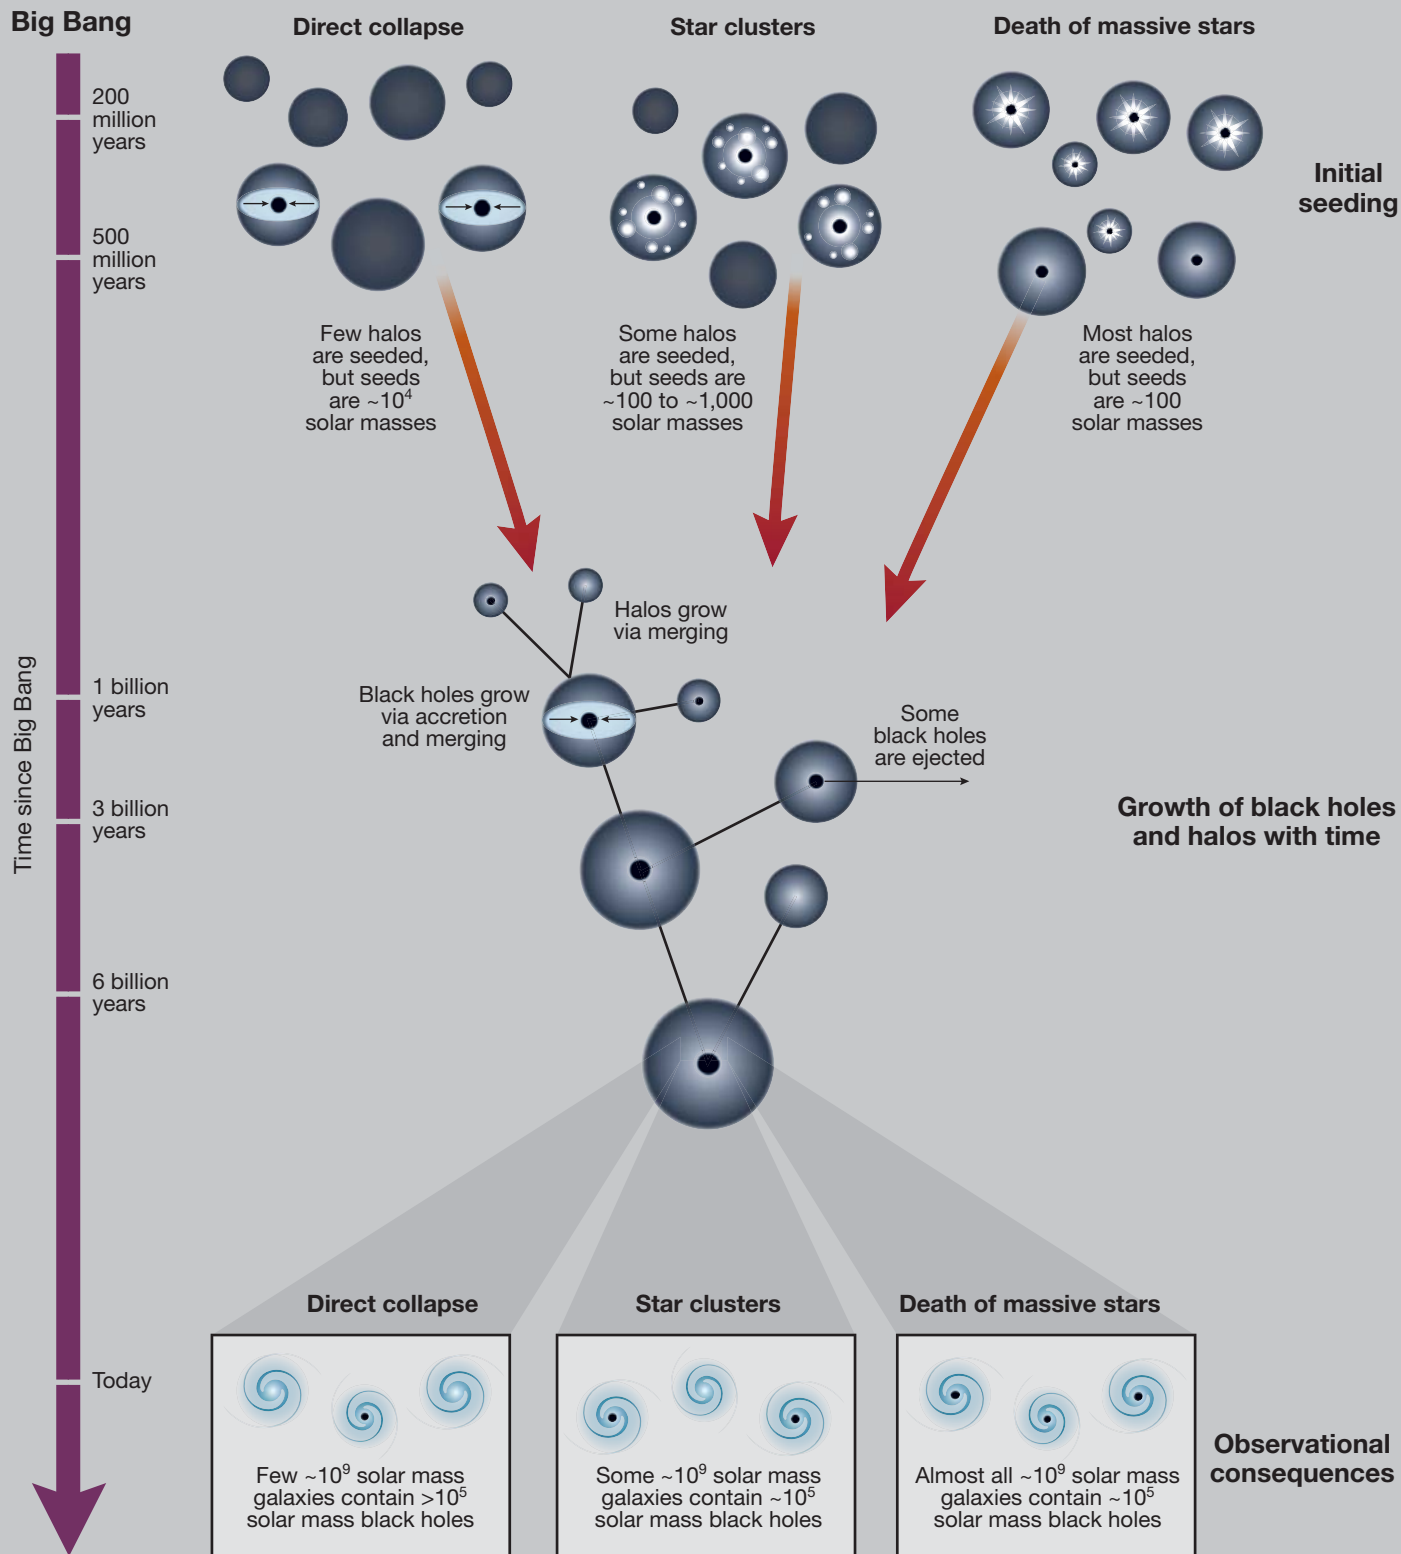 Big Bang
Direct collapse
Star clusters
Death of massive stars
200
million
years
500
million
years
Initial
seeding
Few halos
are seeded,
but seeds
are ~10⁴
solar masses
Some halos
are seeded,
but seeds are
~100 to ~1,000
solar masses
Most halos
are seeded,
but seeds
are ~100
solar masses
Time since Big Bang
Halos grow
via merging
1 billion
years
Black holes grow
via accretion
and merging
Some
black holes
are ejected
3 billion
years
Growth of black holes
and halos with time
6 billion
years
Direct collapse
Star clusters
Death of massive stars
Today
Few ~10⁹ solar mass
galaxies contain >10⁵
solar mass black holes
Some ~10⁹ solar mass
galaxies contain ~10⁵
solar mass black holes
Almost all ~10⁹ solar mass
galaxies contain ~10⁵
solar mass black holes
Observational
consequences